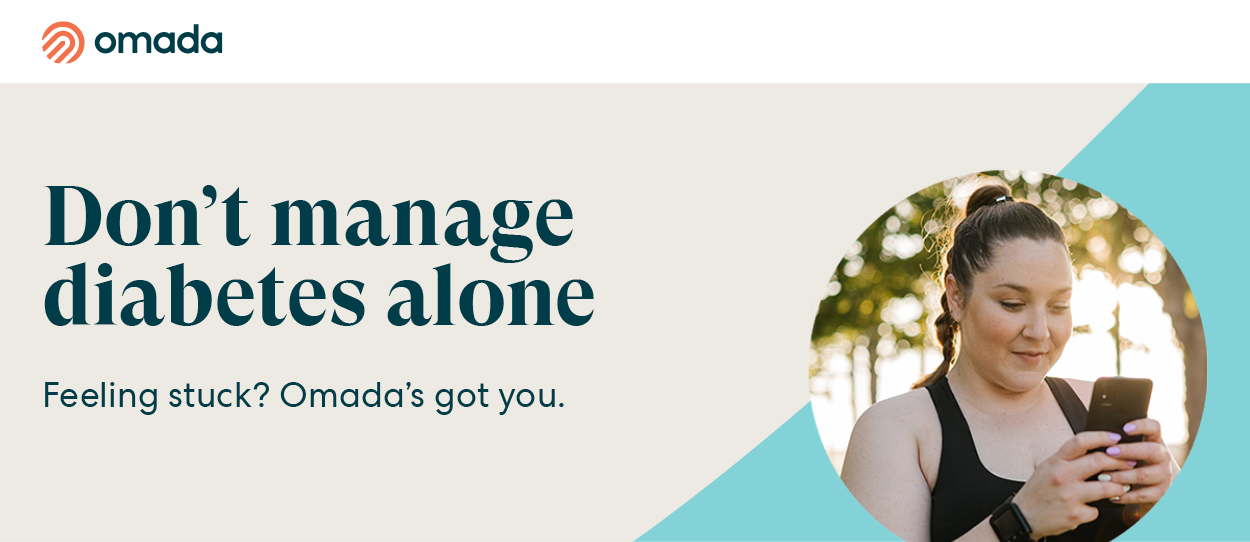 omada
Don’t manage
diabetes alone
Feeling stuck? Omada’s got you.